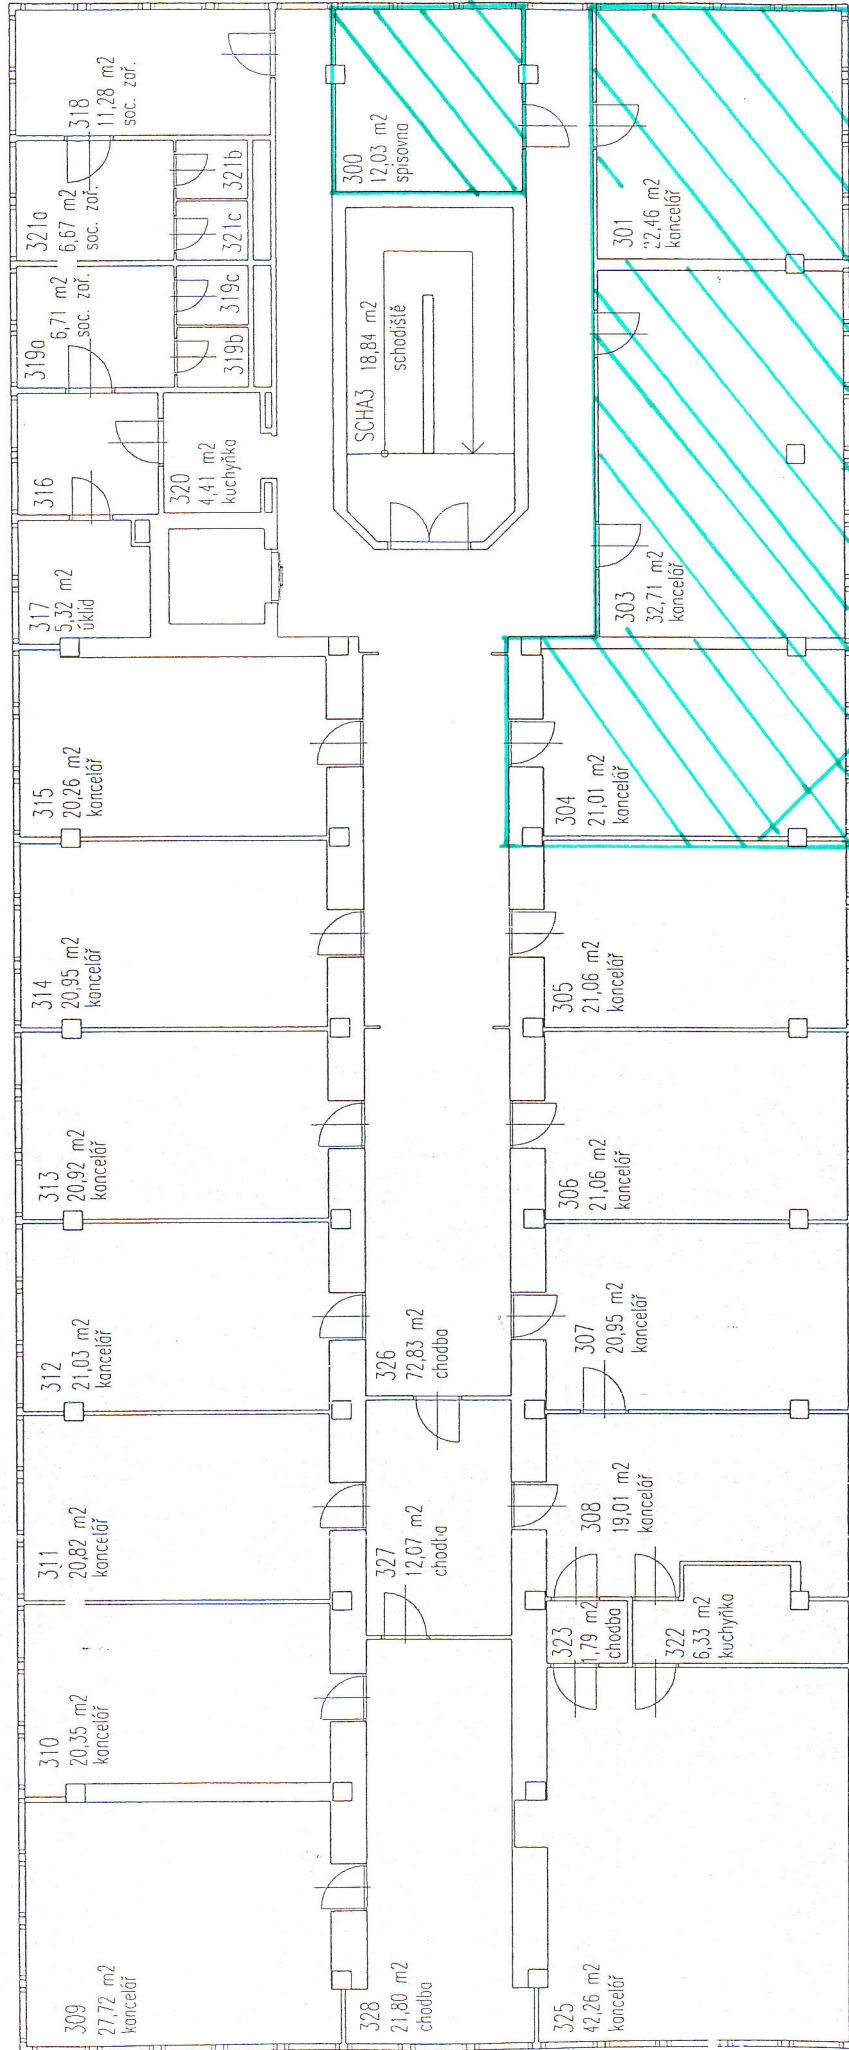 318
11,28 m2
soc. zař.
321a
6,67 m2
soc. zař.
321b
321c
319a
6,71 m2
soc. zař.
319c
319b
316
320
4,41 m2
kuchyňka
317
5,32 m2
úklid
300
12,03 m2
spisovna
SCHA3 18,84 m2
schodiště
301
22,46 m2
kancelář
303
32,71 m2
kancelář
315
20,26 m2
kancelář
304
21,01 m2
kancelář
314
20,95 m2
kancelář
305
21,06 m2
kancelář
313
20,92 m2
kancelář
306
21,06 m2
kancelář
312
21,03 m2
kancelář
326
72,83 m2
chodba
307
20,95 m2
kancelář
311
20,82 m2
kancelář
327
12,07 m2
chodba
308
19,01 m2
kancelář
310
20,35 m2
kancelář
323
1,79 m2
chodba
322
6,33 m2
kuchyňka
309
27,72 m2
kancelář
328
21,80 m2
chodba
325
42,26 m2
kancelář